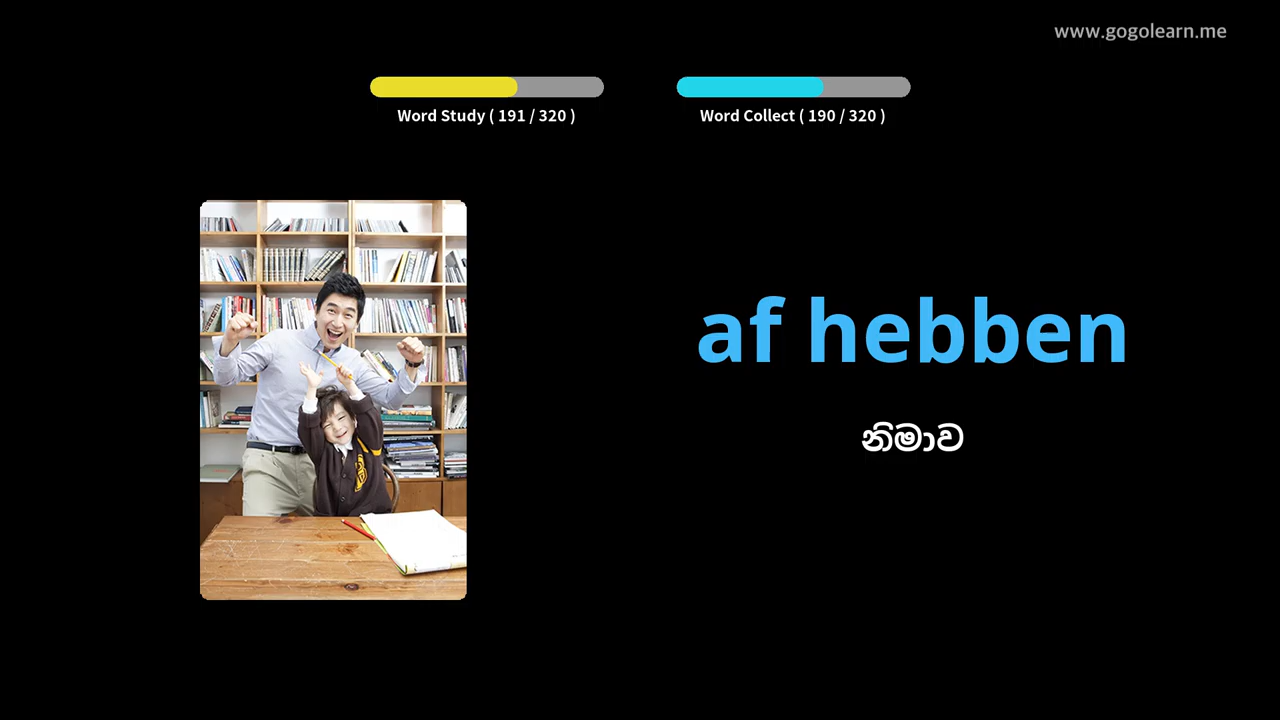 www.gogolearn.me
Word Study ( 191 / 320 )
Word Collect ( 190 / 320 )
af hebben
නිමාව